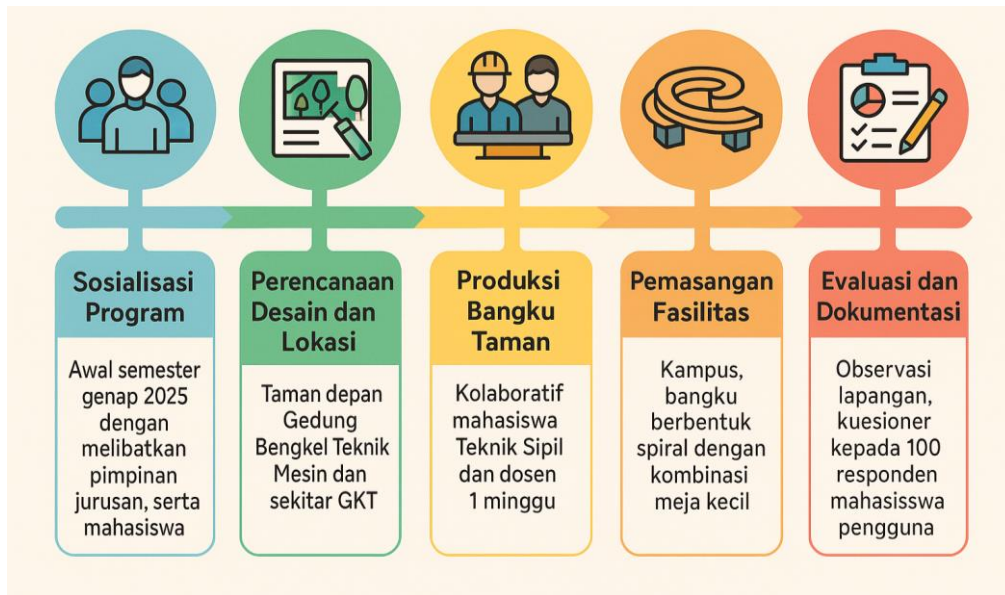 Sosialisasi
Program
Awal semester
genap 2025
dengan
melibatkan
pimpinan
jurusan, serta
mahasiswa
Perencanaan
Desain dan
Lokasi
Taman depan
Gedung
Bengkel Teknik
Mesin dan
sekitar GKT
Produksi
Bangku
Taman
Kolaboratif
mahasiswa
Teknik Sipil
dan dosen
1 minggu
Pemasangan
Fasilitas
Kampus,
bangku
berbentuk
spiral dengan
kombinasi
meja kecil
Evaluasi dan
Dokumentasi
Observasi
lapangan,
kuesioner
kepada 100
responden
mahasisswa
pengguna